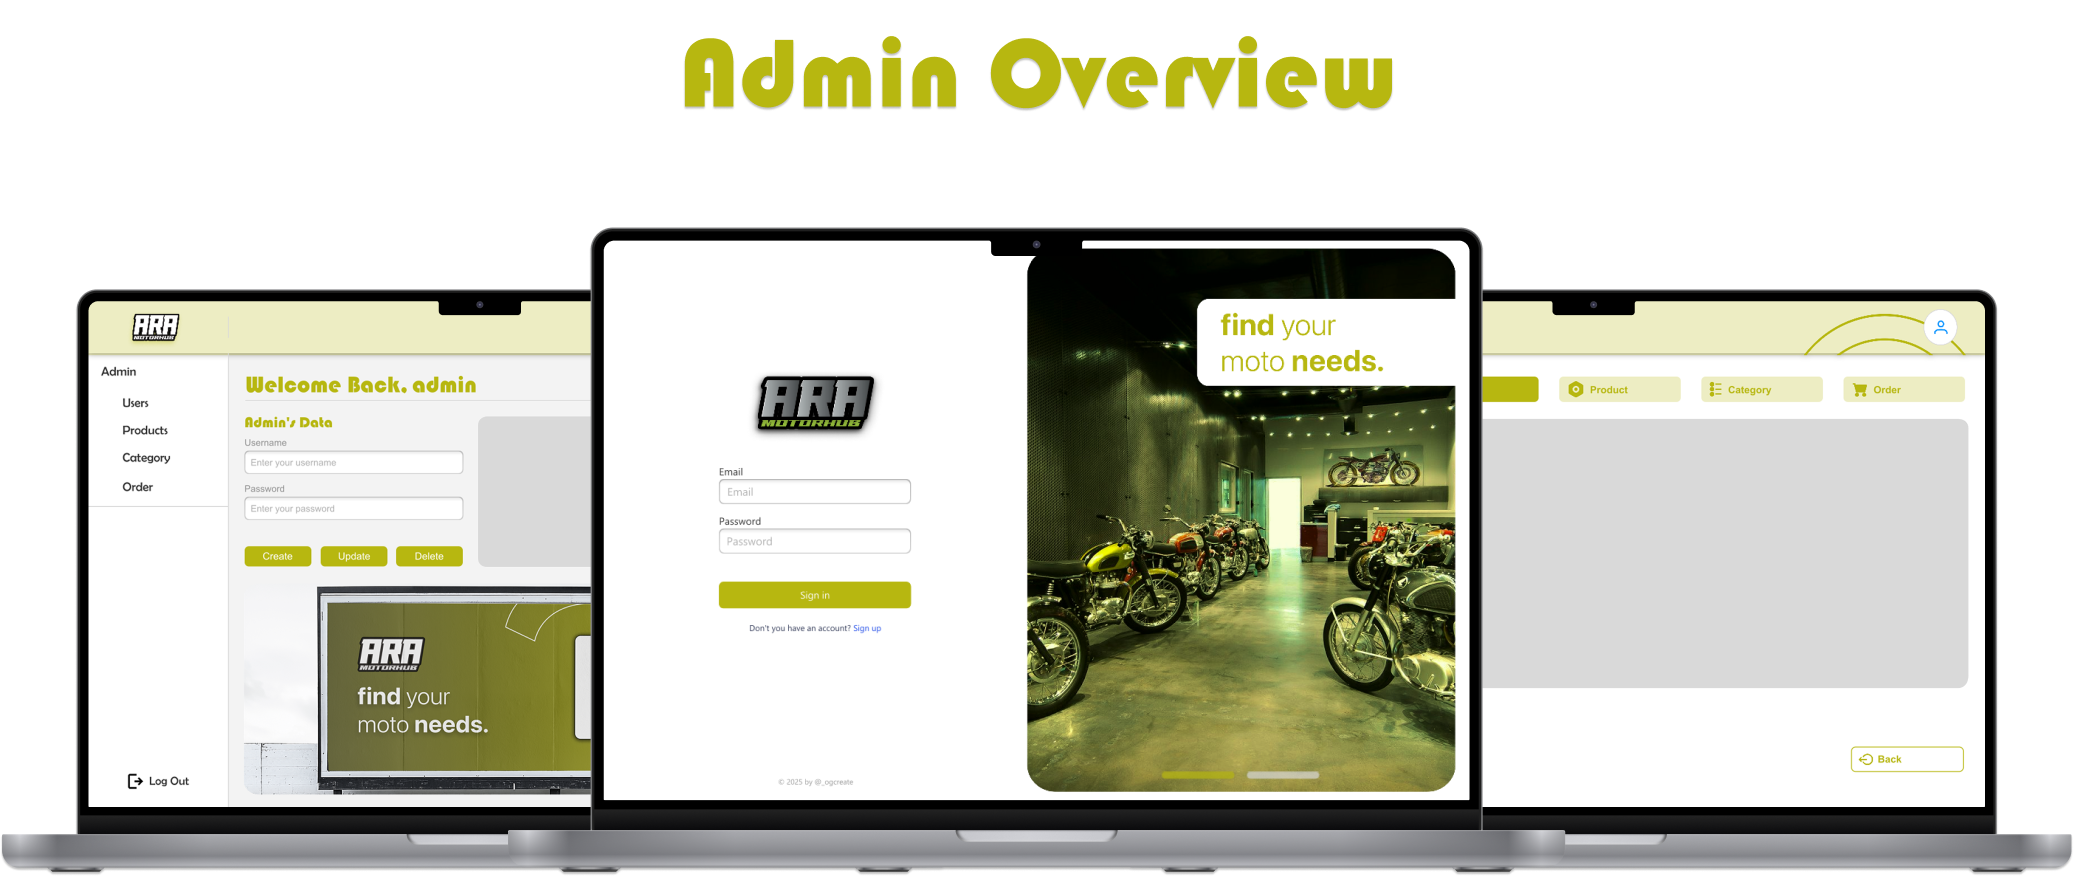 Admin Overview
ARA
MOTORHUB
Admin
Users
Products
Category
Order
Log Out
Welcome Back, admin
Admin's Data
Username
Enter your username
Password
Enter your password
Create
Update
Delete
ARA
MOTORHUB
find your
moto needs.
ARA
MOTORHUB
Email
Email
Password
Password
Sign in
Don't you have an account? Sign up
© 2025 by @_ogcreate
find your
moto needs.
Product
Category
Order
Back